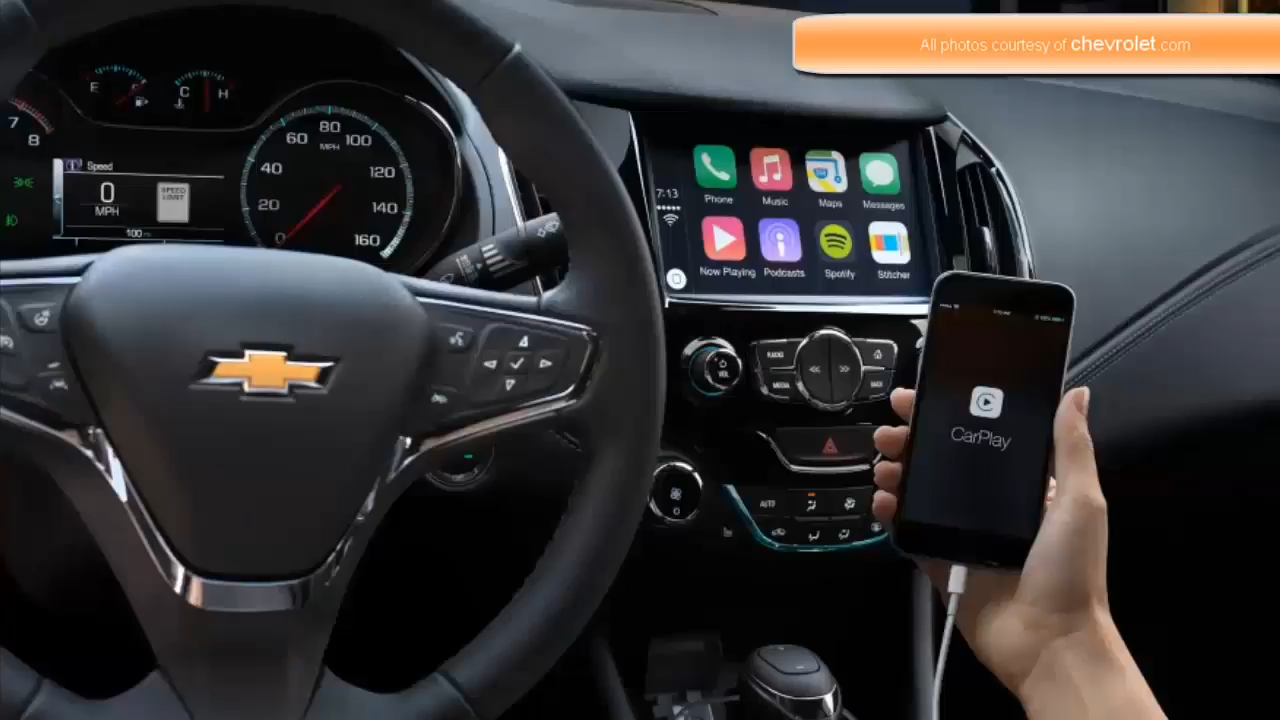 All photos courtesy of chevrolet.com
E
C H
7
8
60 80 100
MPH
40 120
20 140
0 160
Speed
0
MPH
SPEED
LIMIT
100
7:13
Phone Music Maps Messages
Now Playing Podcasts Spotify Stitcher
RADIO
MEDIA
VOL
BACK
AUTO
CarPlay